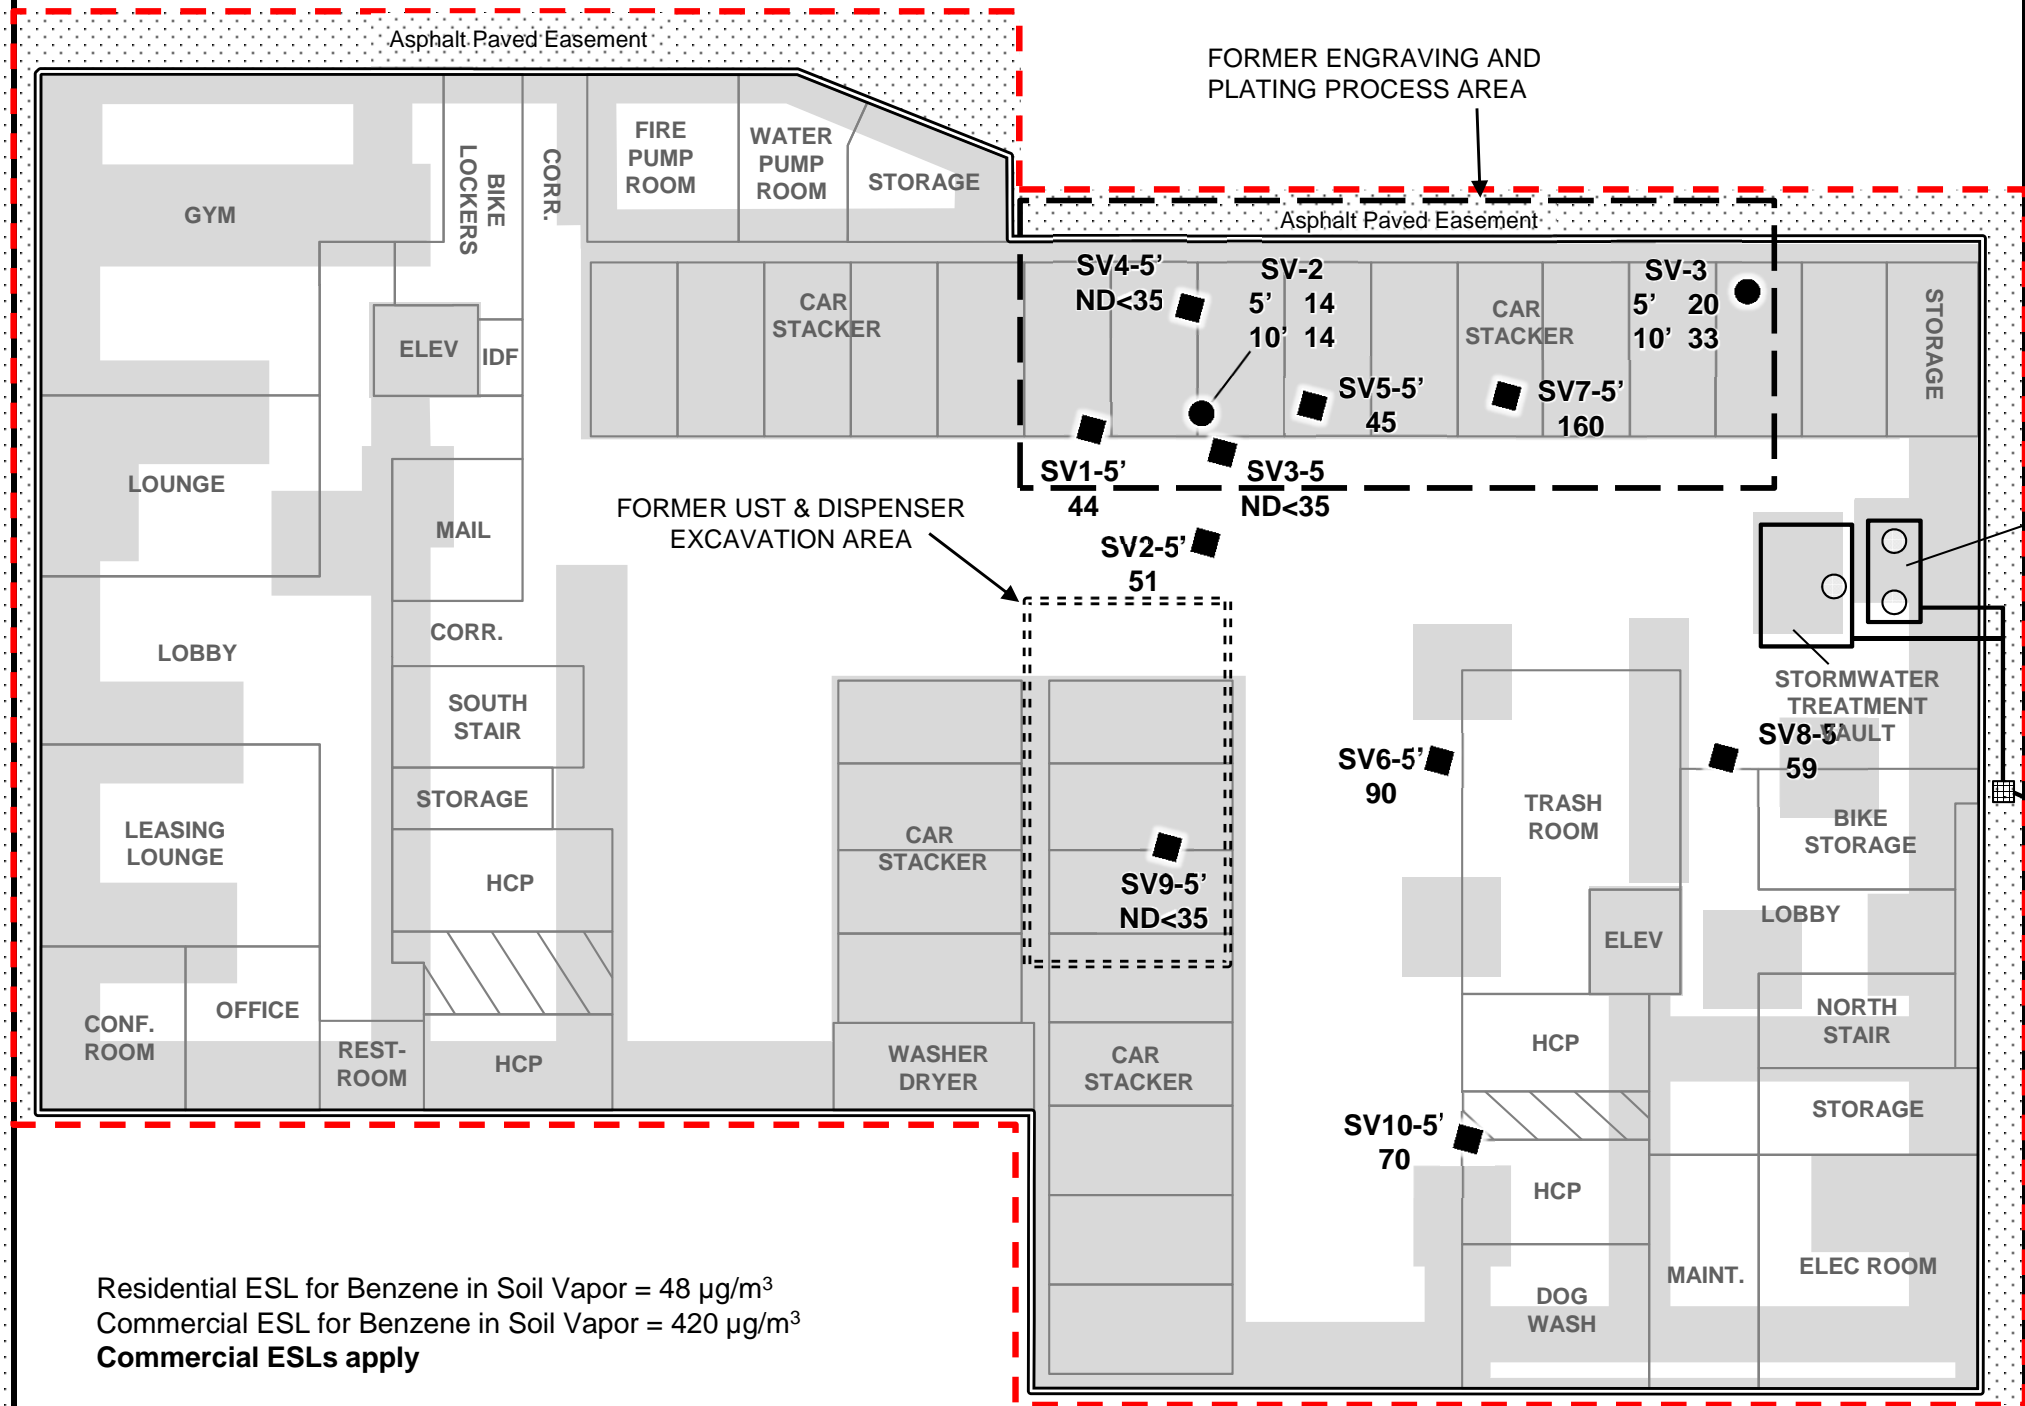 Asphalt Paved Easement
FORMER ENGRAVING AND
PLATING PROCESS AREA
Asphalt Paved Easement
GYM
BIKE
LOCKERS
CORR.
FIRE
PUMP
ROOM
WATER
PUMP
ROOM
STORAGE
ELEV
IDF
CAR
STACKER
SV4-5’
ND<35
SV-2
5’ 14
10’ 14
CAR
STACKER
SV-3
5’ 20
10’ 33
STORAGE
SV5-5’
45
SV7-5’
160
SV1-5’
44
SV3-5
ND<35
LOUNGE
MAIL
FORMER UST & DISPENSER
EXCAVATION AREA
SV2-5’
51
LOBBY
CORR.
SOUTH
STAIR
STORAGE
STORMWATER
TREATMENT
VAULT
SV8-5’
59
SV6-5’
90
TRASH
ROOM
BIKE
STORAGE
LEASING
LOUNGE
HCP
CAR
STACKER
SV9-5’
ND<35
LOBBY
ELEV
CONF.
ROOM
OFFICE
REST-
ROOM
HCP
WASHER
DRYER
CAR
STACKER
HCP
NORTH
STAIR
STORAGE
SV10-5’
70
HCP
DOG
WASH
MAINT.
ELEC ROOM
Residential ESL for Benzene in Soil Vapor = 48 µg/m³
Commercial ESL for Benzene in Soil Vapor = 420 µg/m³
Commercial ESLs apply